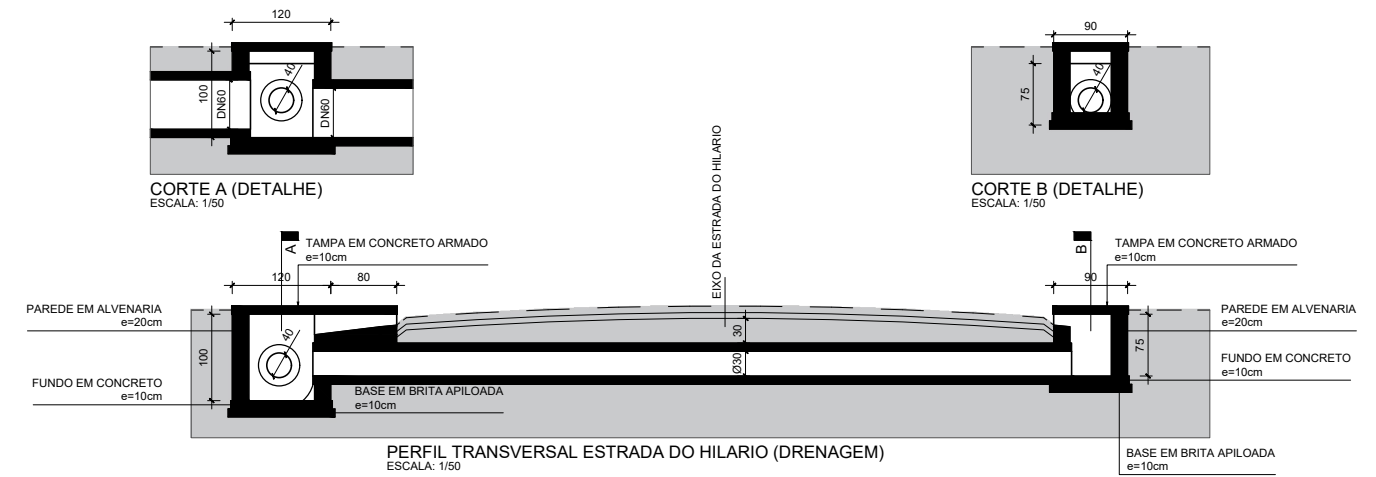 120
40
100
DN60
DN60
CORTE A (DETALHE)
ESCALA: 1/50
90
40
75
CORTE B (DETALHE)
ESCALA: 1/50
EIXO DA ESTRADA DO HILARIO
A
TAMPA EM CONCRETO ARMADO
e=10cm
120
80
B
TAMPA EM CONCRETO ARMADO
e=10cm
90
PAREDE EM ALVENARIA
e=20cm
40
100
30
Ø30
75
PAREDE EM ALVENARIA
e=20cm
FUNDO EM CONCRETO
e=10cm
BASE EM BRITA APILOADA
e=10cm
FUNDO EM CONCRETO
e=10cm
PERFIL TRANSVERSAL ESTRADA DO HILARIO (DRENAGEM)
ESCALA: 1/50
BASE EM BRITA APILOADA
e=10cm